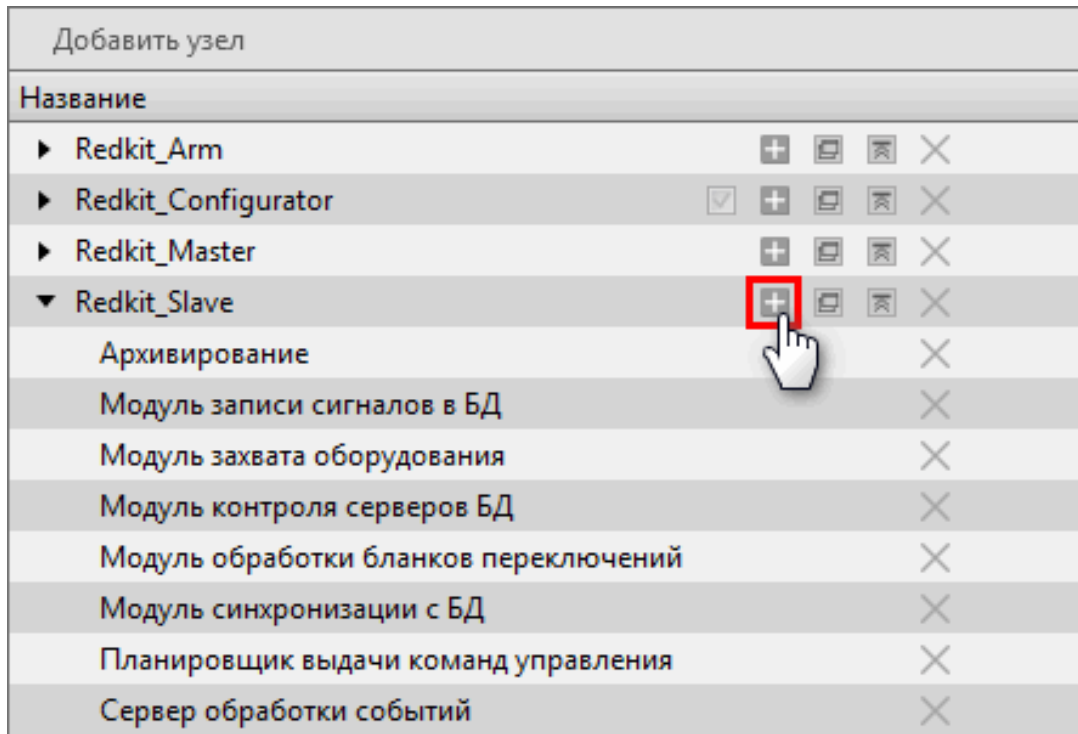 Добавить узел
Название
Redkit_Arm
Redkit_Configurator
Redkit_Master
Redkit_Slave
Архивирование
Модуль записи сигналов в БД
Модуль захвата оборудования
Модуль контроля серверов БД
Модуль обработки бланков переключений
Модуль синхронизации с БД
Планировщик выдачи команд управления
Сервер обработки событий